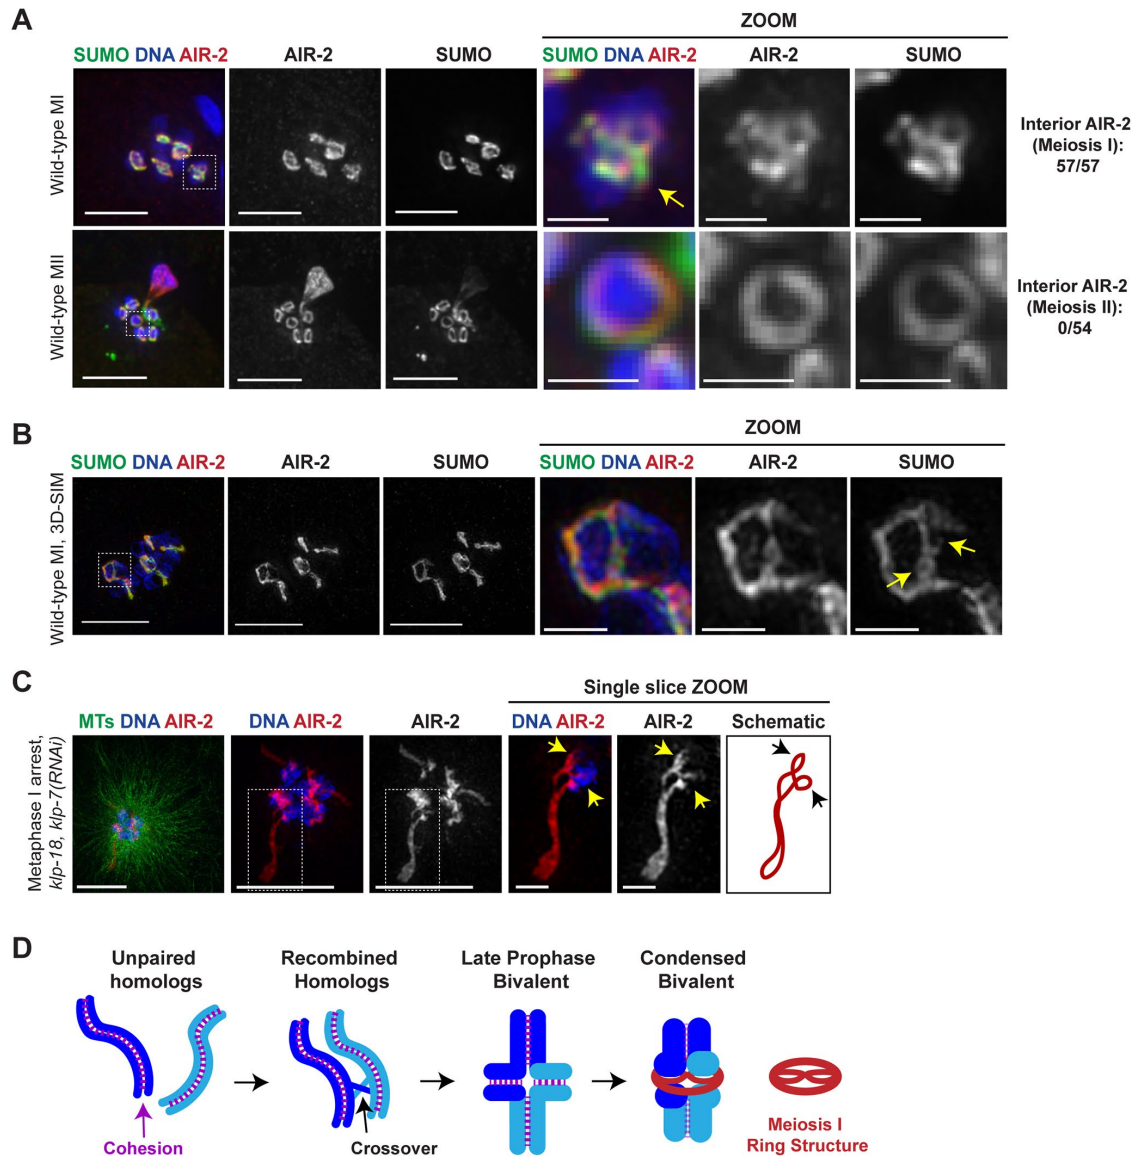 A
ZOOM
SUMO DNA AIR-2
AIR-2
SUMO
SUMO DNA AIR-2
AIR-2
SUMO
Wild-type MI
Interior AIR-2
(Meiosis I):
57/57
Wild-type MII
Interior AIR-2
(Meiosis II):
0/54
B
ZOOM
SUMO DNA AIR-2
AIR-2
SUMO
SUMO DNA AIR-2
AIR-2
SUMO
Wild-type MI, 3D-SIM
C
Single slice ZOOM
MTs DNA AIR-2
DNA AIR-2
AIR-2
DNA AIR-2
AIR-2
Schematic
Metaphase I arrest,
klp-18, klp-7(RNAi)
D
Unpaired
homologs
Recombined
Homologs
Late Prophase
Bivalent
Condensed
Bivalent
Cohesion
Crossover
Meiosis I
Ring Structure